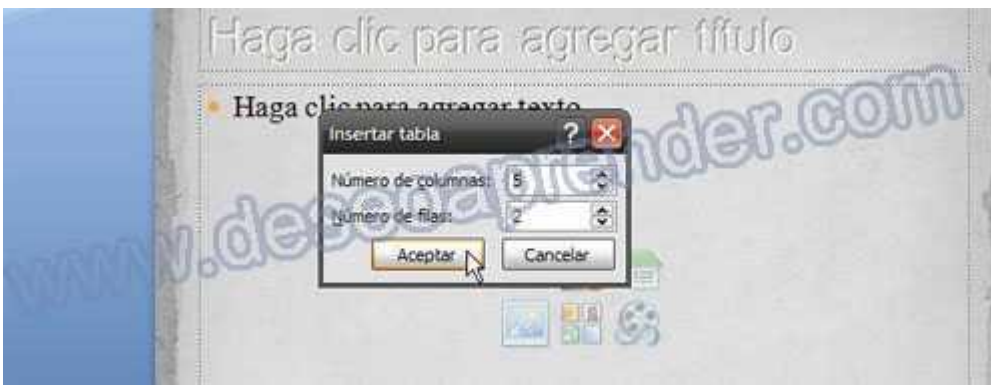 Haga clic para agregar título
• Haga clic para agregar texto
Insertar tabla ?
Número de columnas: 5
Número de filas: 2
Aceptar Cancelar
www.deseoaprender.com